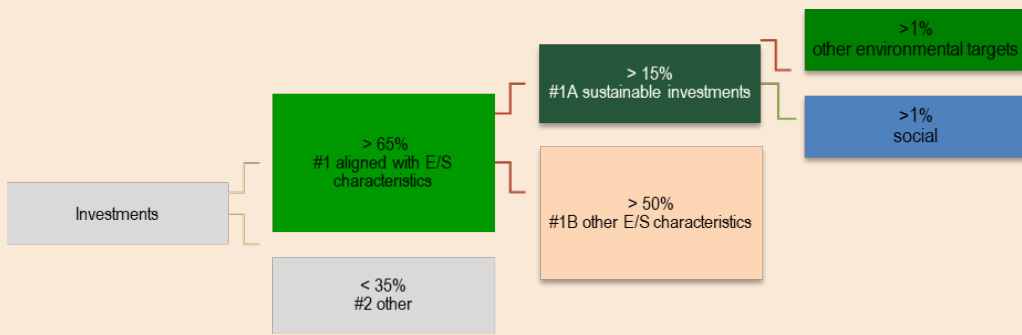 Investments
> 65%
#1 aligned with E/S
characteristics
< 35%
#2 other
> 15%
#1A sustainable investments
> 50%
#1B other E/S characteristics
>1%
other environmental targets
>1%
social